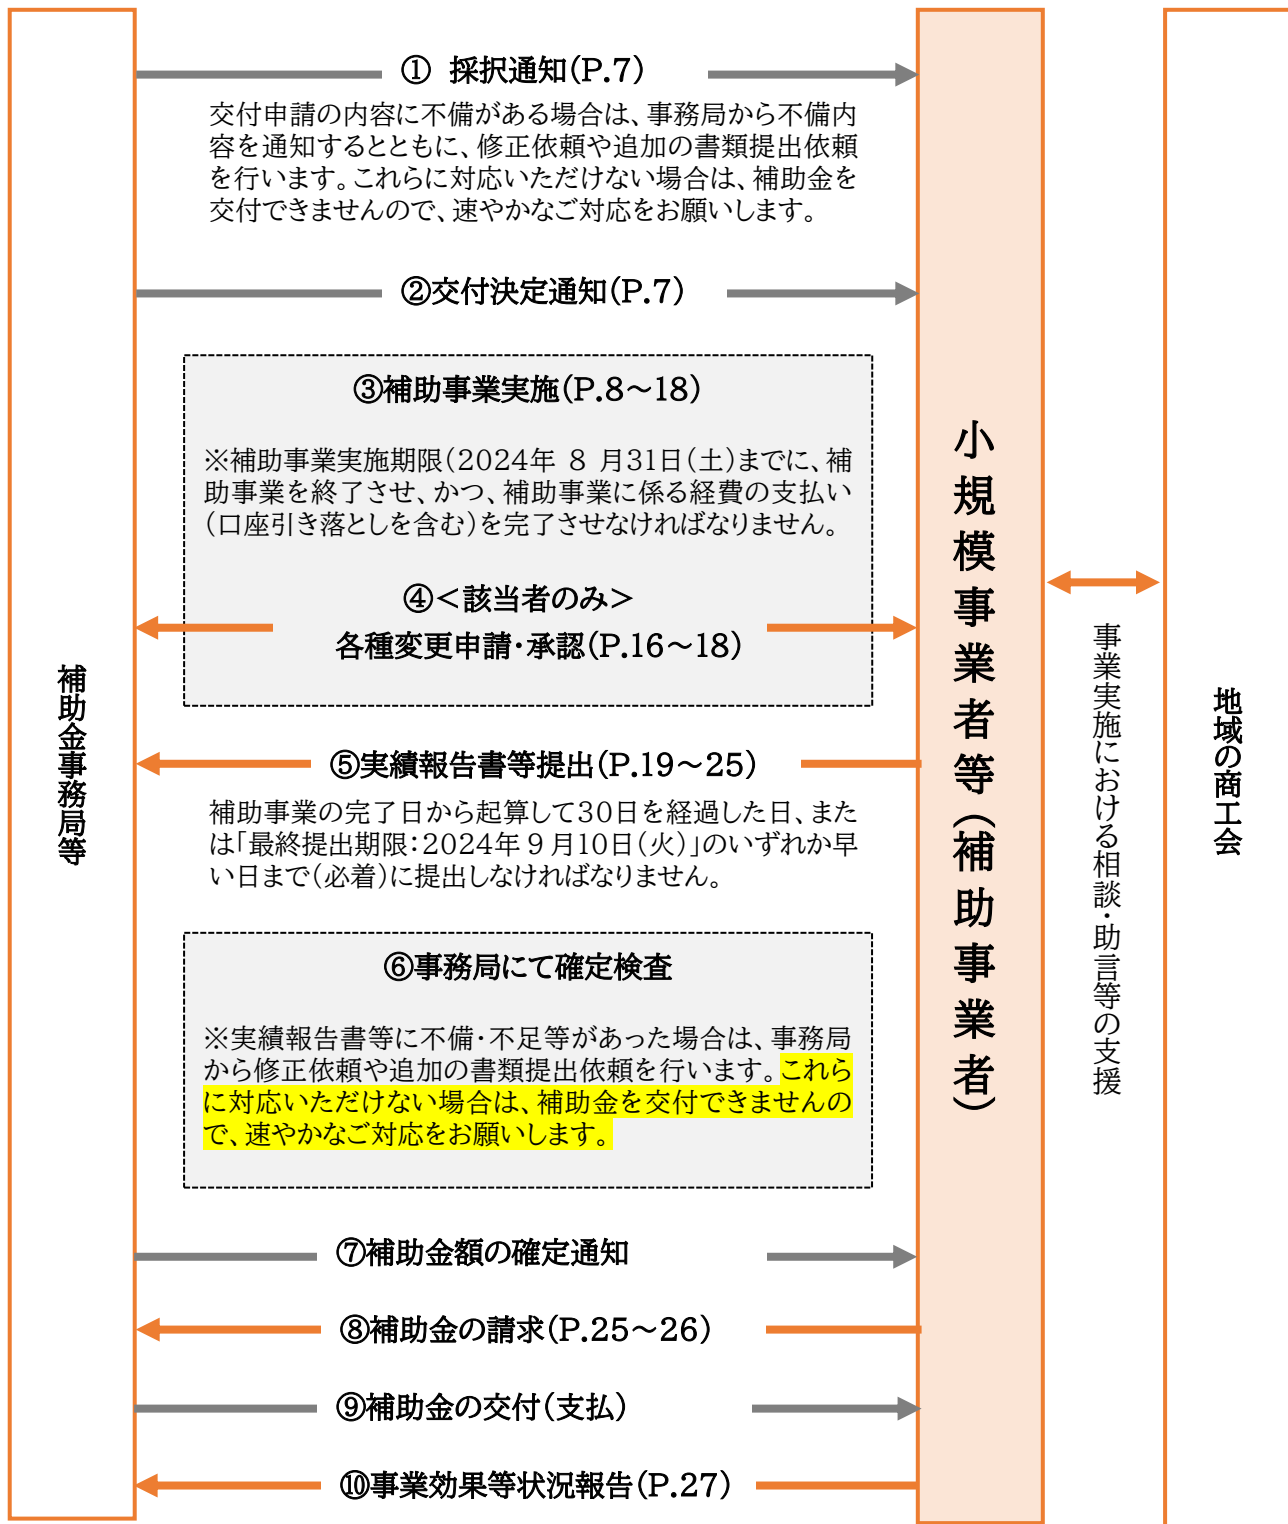 ① 採択通知(P.7)
交付申請の内容に不備がある場合は、事務局から不備内
容を通知するとともに、修正依頼や追加の書類提出依頼
を行います。これらに対応いただけない場合は、補助金を
交付できませんので、速やかなご対応をお願いします。
②交付決定通知(P.7)
③補助事業実施(P.8～18)
※補助事業実施期限(2024年 8 月31日(土)までに、補
助事業を終了させ、かつ、補助事業に係る経費の支払い
(口座引き落としを含む)を完了させなければなりません。
④＜該当者のみ＞
各種変更申請・承認(P.16～18)
⑤実績報告書等提出(P.19～25)
補助事業の完了日から起算して30日を経過した日、また
は「最終提出期限：2024年 9 月10日(火)」のいずれか早
い日まで(必着)に提出しなければなりません。
⑥事務局にて確定検査
※実績報告書等に不備・不足等があった場合は、事務局
から修正依頼や追加の書類提出依頼を行います。これら
に対応いただけない場合は、補助金を交付できませんの
で、速やかなご対応をお願いします。
⑦補助金額の確定通知
⑧補助金の請求(P.25～26)
⑨補助金の交付(支払)
⑩事業効果等状況報告(P.27)
補助金事務局等
小規模事業者等(補助事業者)
事業実施における相談・助言等の支援
地域の商工会